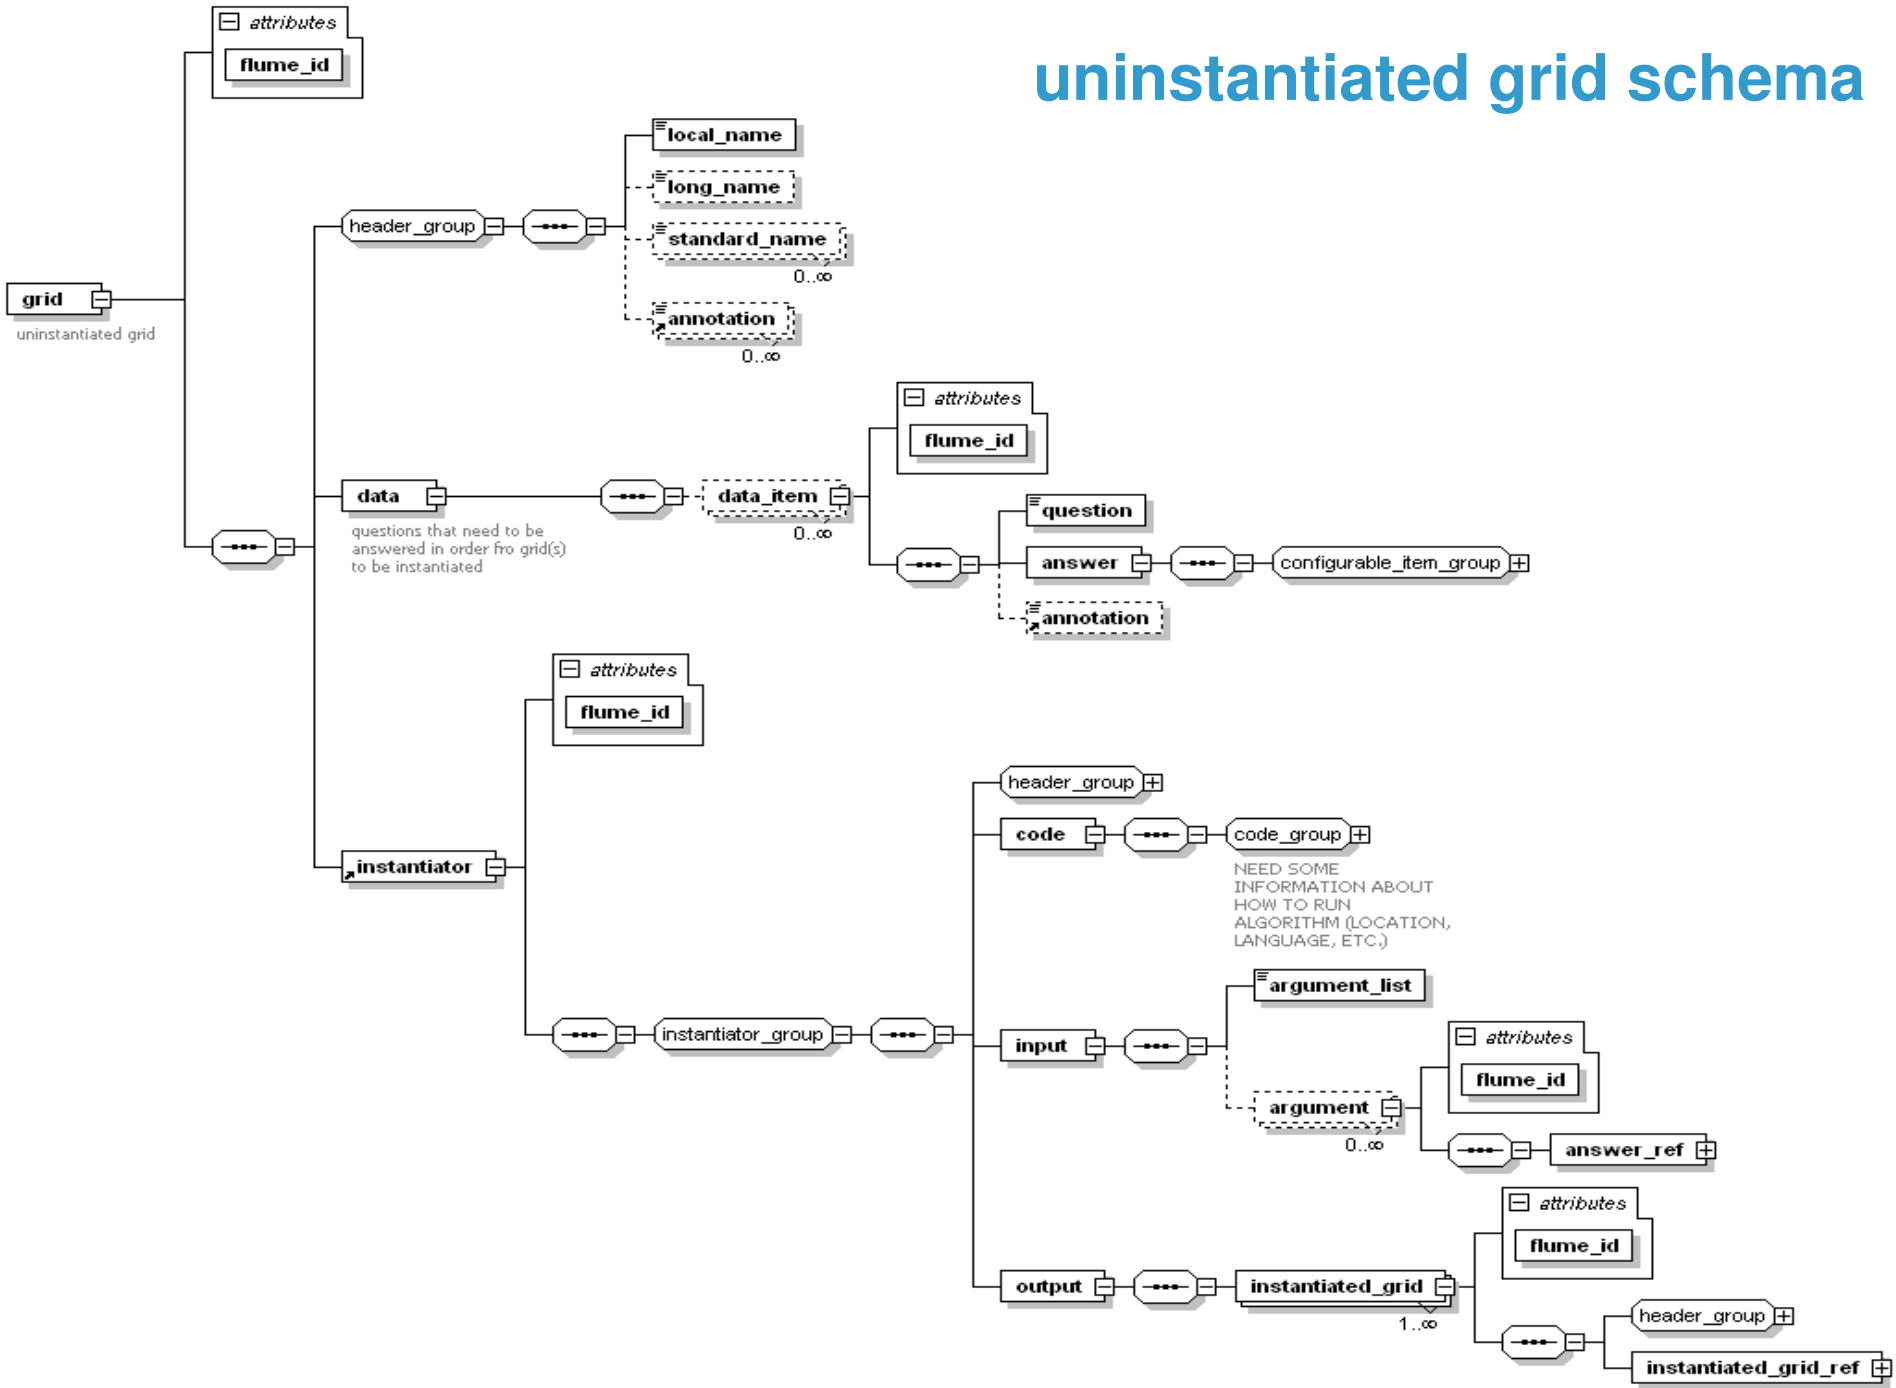 uninstantiated grid schema
attributes
flume_id
local_name
long_name
header_group
standard_name
0..∞
grid
uninstantiated grid
annotation
0..∞
attributes
flume_id
data
data_item
0..∞
questions that need to be
answered in order fro grid(s)
to be instantiated
question
answer
configurable_item_group
annotation
attributes
flume_id
header_group
code
code_group
instantiator
NEED SOME
INFORMATION ABOUT
HOW TO RUN
ALGORITHM (LOCATION,
LANGUAGE, ETC.)
argument_list
instantiator_group
input
attributes
flume_id
argument
0..∞
answer_ref
attributes
flume_id
output
instantiated_grid
1..∞
header_group
instantiated_grid_ref